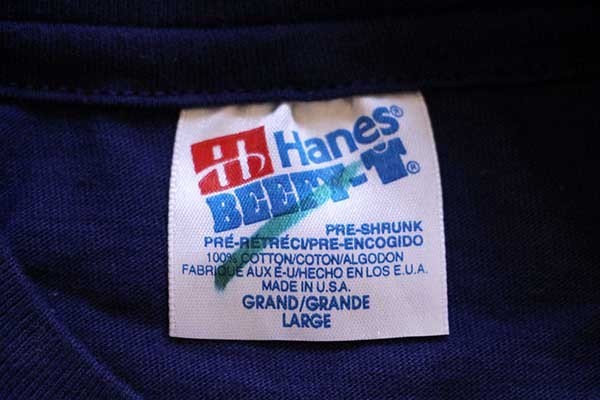 Hanes®
BEEFY-T®
PRE-SHRUNK
PRÉ-RETRÉCI/PRE-ENCOGIDO
100% COTTON/COTON/ALGODON
FABRIQUE AUX É-U/HECHO EN LOS E.U.A.
MADE IN U.S.A.
GRAND/GRANDE
LARGE